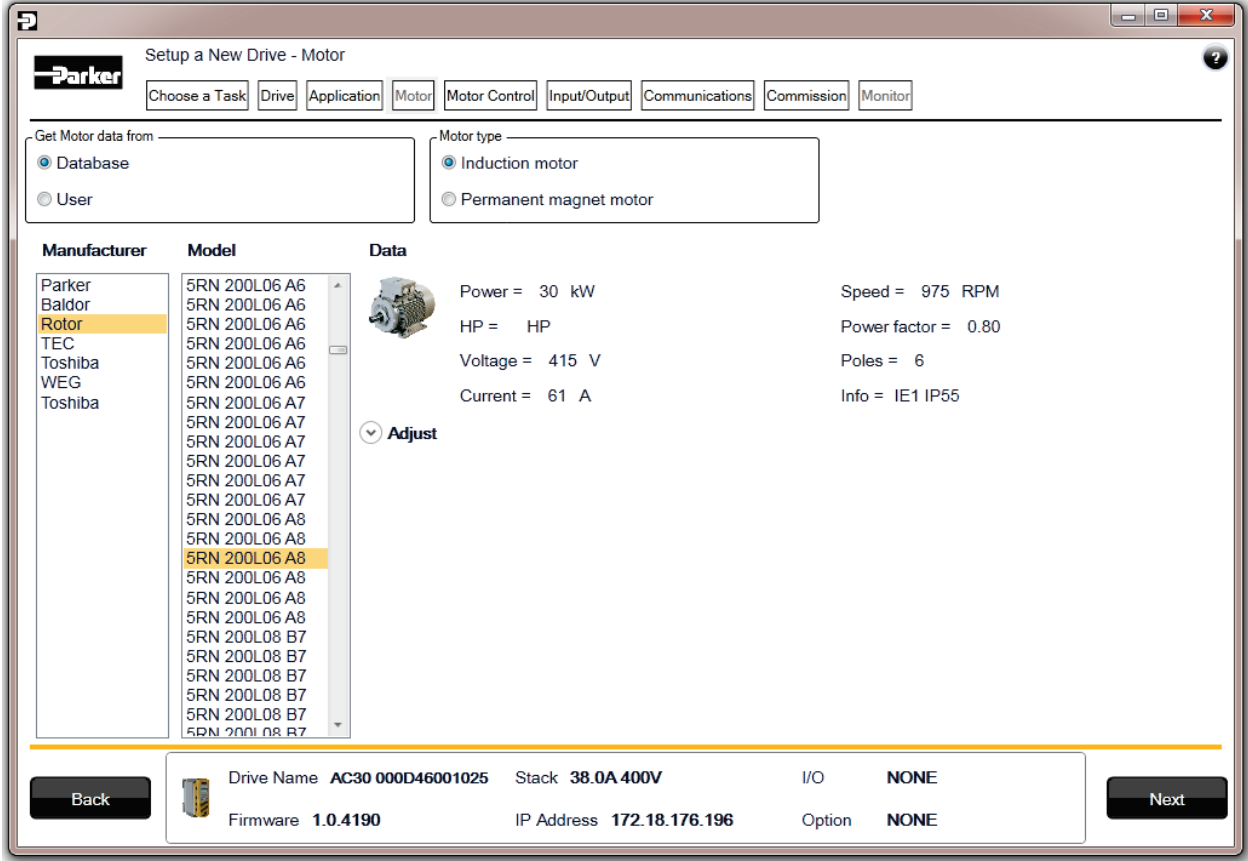 Setup a New Drive - Motor
?
Parker
Choose a Task Drive Application Motor Motor Control Input/Output Communications Commission Monitor
Get Motor data from
Motor type
Database
Induction motor
User
Permanent magnet motor
Manufacturer
Model
Data
Parker
Baldor
Rotor
TEC
Toshiba
WEG
Toshiba
5RN 200L06 A6
5RN 200L06 A6
5RN 200L06 A6
5RN 200L06 A6
5RN 200L06 A6
5RN 200L06 A6
5RN 200L06 A7
5RN 200L06 A7
5RN 200L06 A7
5RN 200L06 A7
5RN 200L06 A7
5RN 200L06 A7
5RN 200L06 A8
5RN 200L06 A8
5RN 200L06 A8
5RN 200L06 A8
5RN 200L06 A8
5RN 200L06 A8
5RN 200L08 B7
5RN 200L08 B7
5RN 200L08 B7
5RN 200L08 B7
5RN 200L08 B7
5RN 200L08 B7
Power = 30 kW
Speed = 975 RPM
HP = HP
Power factor = 0.80
Voltage = 415 V
Poles = 6
Current = 61 A
Info = IE1 IP55
Adjust
Back
Drive Name AC30 000D46001025 Stack 38.0A 400V I/O NONE
Firmware 1.0.4190 IP Address 172.18.176.196 Option NONE
Next